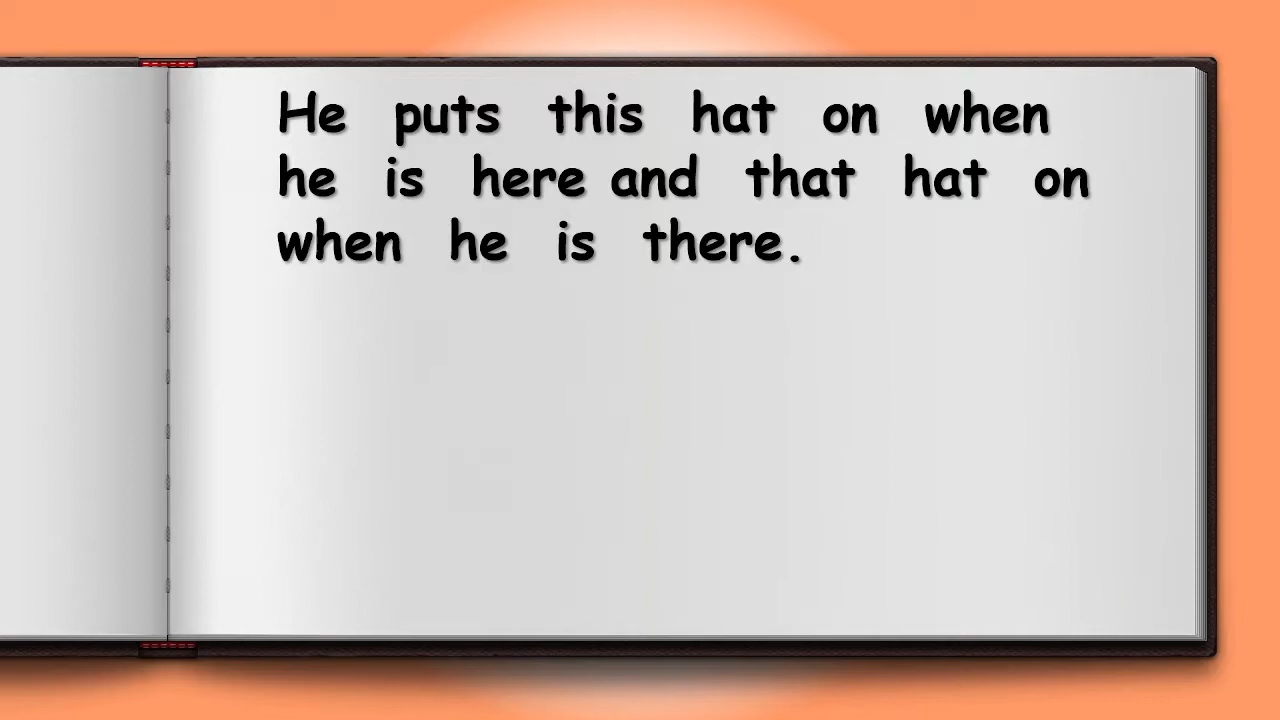 He puts this hat on when
he is here and that hat on
when he is there.